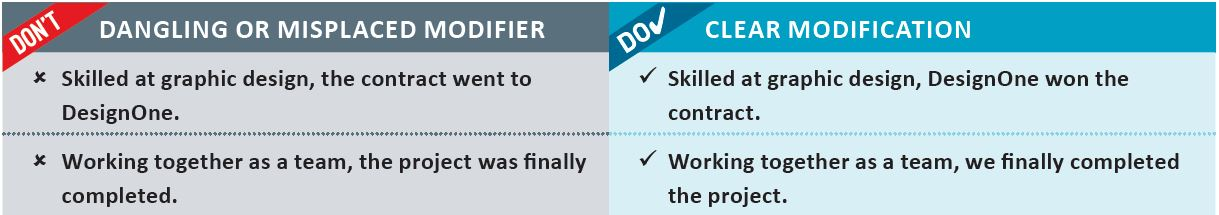 DON'T DANGLING OR MISPLACED MODIFIER
✗ Skilled at graphic design, the contract went to
DesignOne.
✗ Working together as a team, the project was finally
completed.
DO✓ CLEAR MODIFICATION
✓ Skilled at graphic design, DesignOne won the
contract.
✓ Working together as a team, we finally completed
the project.